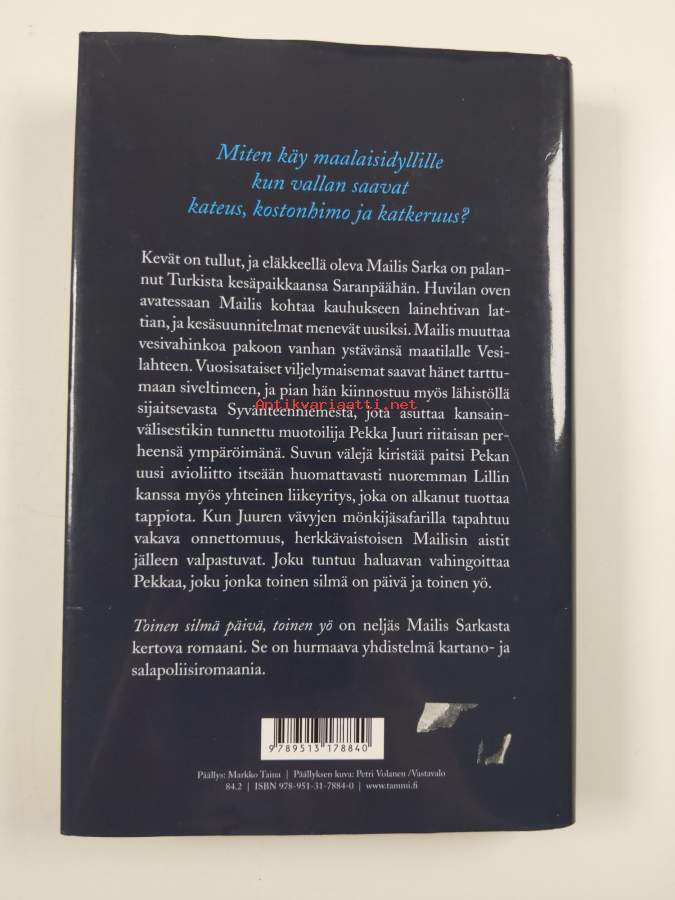 Miten käy maalaisidyllille
kun vallan saavat
kateus, kostonhimo ja katkeruus?
Kevät on tullut, ja eläkkeellä oleva Mailis Sarka on palan-
nut Turkista kesäpaikkaansa Saranpäähän. Huvilan oven
avatessaan Mailis kohtaa kauhukseen lainehtivan lat-
tian, ja kesäsuunnitelmat menevät uusiksi. Mailis muuttaa
vesivahinkoa pakoon vanhan ystävänsä maatilalle Vesi-
lahteen. Vuosisataiset viljelymaisemat saavat hänet tarttu-
maan siveltimeen, ja pian hän kiinnostuu myös lähistöllä
Antikvariaatti.net
sijaitsevasta Syvänteenniemestä, jota asuttaa kansain-
välisestikin tunnettu muotoilija Pekka Juuri riitaisan per-
heensä ympäröimänä. Suvun välejä kiristää paitsi Pekan
uusi avioliitto itseään huomattavasti nuoremman Lillin
kanssa myös yhteinen liikeyritys, joka on alkanut tuottaa
tappiota. Kun Juuren vävyjen mönkijäsafarilla tapahtuu
vakava onnettomuus, herkkävaistoisen Mailisin aistit
jälleen valpastuvat. Joku tuntuu haluavan vahingoittaa
Pekkaa, joku jonka toinen silmä on päivä ja toinen yö.
Toinen silmä päivä, toinen yö on neljäs Mailis Sarkasta
kertova romaani. Se on hurmaava yhdistelmä kartano- ja
salapoliisiromaania.
9789513178840
Päällys: Markko Taina | Päällyksen kuva: Petri Volanen /Vastavalo
84.2 | ISBN 978-951-31-7884-0 | www.tammi.fi